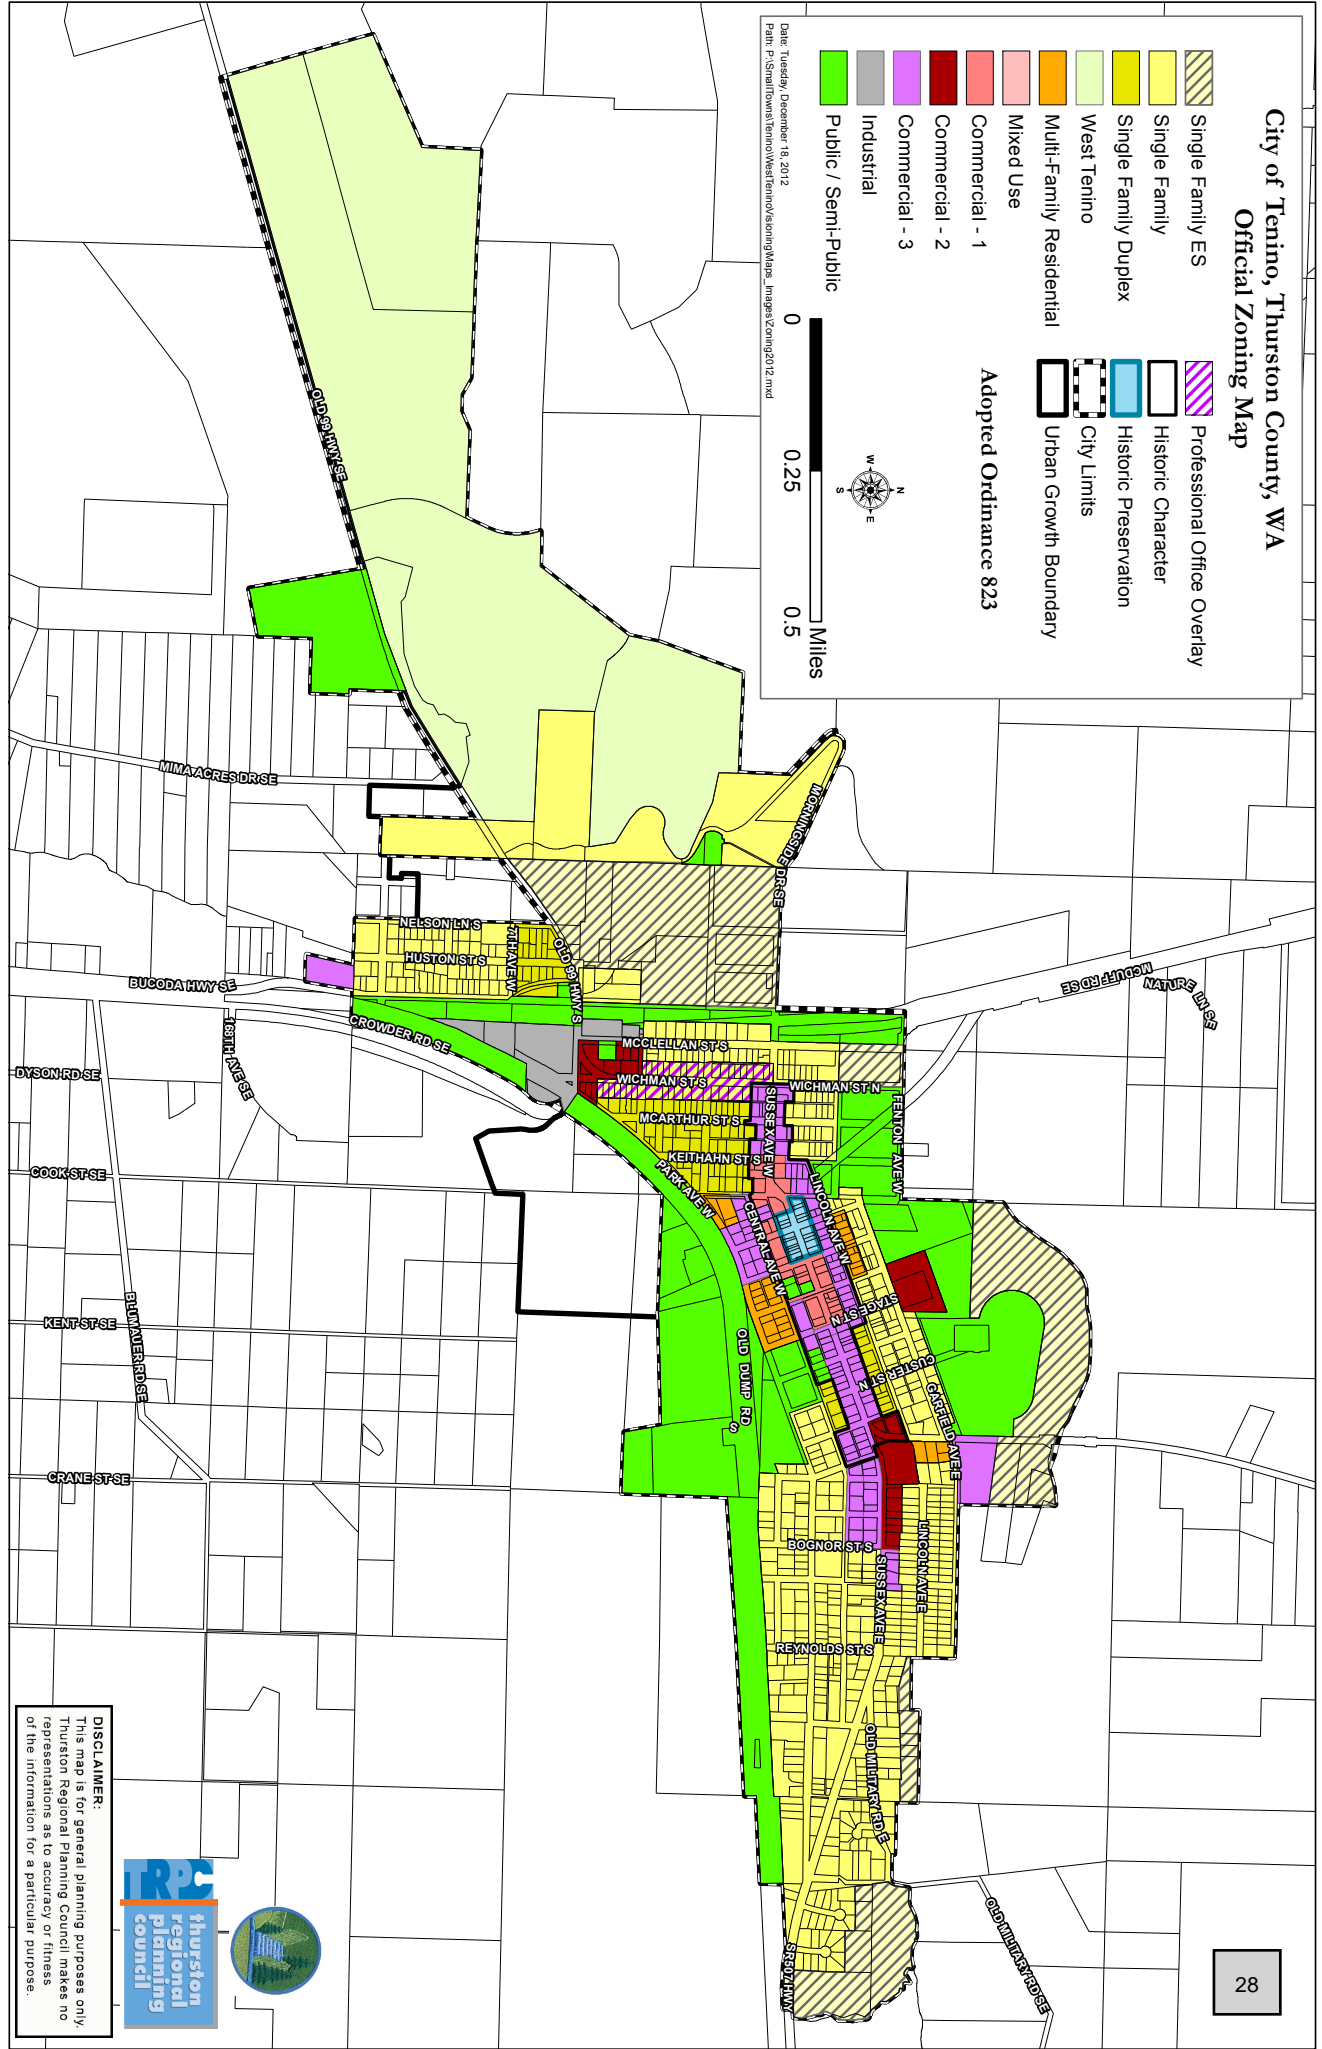 City of Tenino, Thurston County, WA
Official Zoning Map
Single Family ES
Single Family
Single Family Duplex
West Tenino
Multi-Family Residential
Mixed Use
Commercial - 1
Commercial - 2
Commercial - 3
Industrial
Public / Semi-Public
Professional Office Overlay
Historic Character
Historic Preservation
City Limits
Urban Growth Boundary
Adopted Ordinance 823
N
W
E
S
0
0.25
0.5
Miles
Date: Tuesday, December 18, 2012
Path: P:\SmallTowns\Tenino\WestTeninoVisioning\Maps_Images\Zoning2012.mxd
OLD 99 HWY SE
MIMA ACRES DR SE
MORNINGSIDE DR SE
NELSON LN S
HUSTON ST S
7TH AVE W
OLD 99 HWY S
BUCODA HWY SE
CROWDER RD SE
168TH AVE SE
DYSON RD SE
COOK ST SE
BLUMAUER RD SE
KENT ST SE
CRANE ST SE
MCDUFF RD SE
NATURE LN SE
MCCLELLAN ST S
WICHMAN ST S
WICHMAN ST N
FENTON AVE W
MCARTHUR ST S
SUSSEX AVE W
KEITHAHN ST S
PARK AVE W
LINCOLN AVE W
CENTRAL AVE W
STAGE ST N
CUSTER ST N
GARFIELD AVE E
OLD DUMP RD S
LINCOLN AVE E
BOGNOR ST S
SUSSEX AVE E
REYNOLDS ST S
OLD MILITARY RD E
OLD MILITARY RD SE
SR507 HWY
DISCLAIMER:
This map is for general planning purposes only.
Thurston Regional Planning Council makes no
representations as to accuracy or fitness
of the information for a particular purpose.
TRPC
thurston
regional
planning
council
28